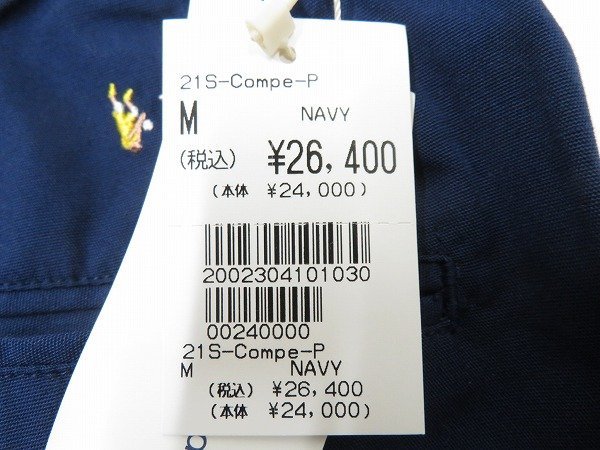 21S-Compe-P
M NAVY
(税込) ¥26,400
(本体 ¥24,000)
2002304101030
00240000
21S-Compe-P
M NAVY
(税込) ¥26,400
(本体 ¥24,000)